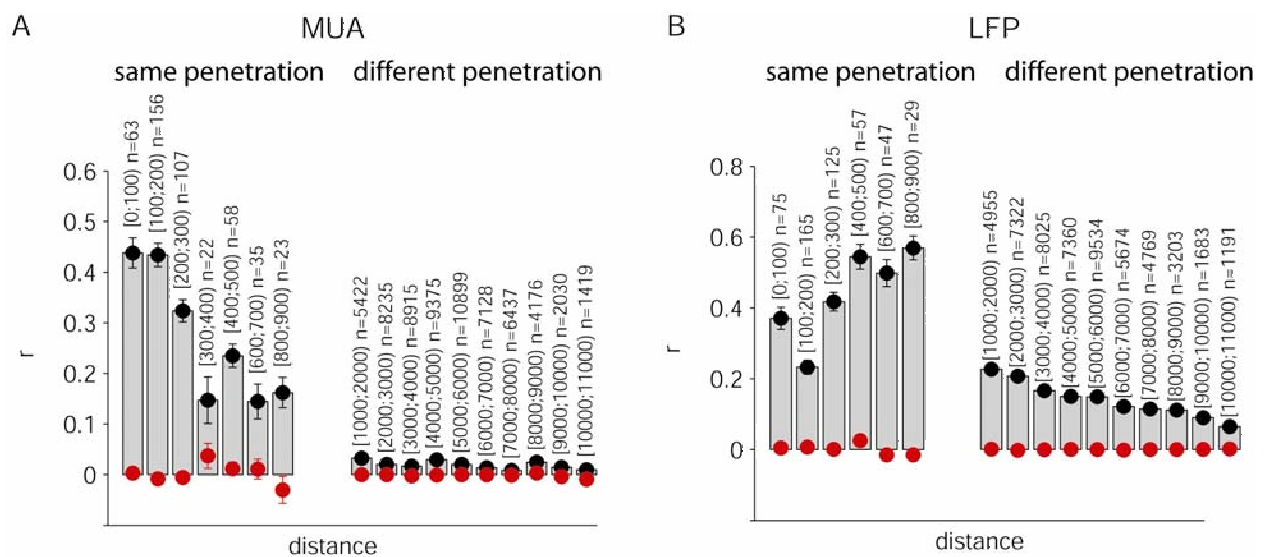 A
MUA
same penetration
different penetration
[0;100) n=63
[100;200) n=156
[200;300) n=107
[300;400) n=22
[400;500) n=58
[600;700) n=35
[800;900) n=23
[1000;2000) n=5422
[2000;3000) n=8235
[3000;4000) n=8915
[4000;5000) n=9375
[5000;6000) n=10899
[6000;7000) n=7128
[7000;8000) n=6437
[8000;9000) n=4176
[9000;10000) n=2030
[10000;11000) n=1419
0.6
0.5
0.4
0.3
0.2
0.1
0
r
distance
B
LFP
same penetration
different penetration
[0;100) n=75
[100;200) n=165
[200;300) n=125
[400;500) n=57
[600;700) n=47
[800;900) n=29
[1000;2000) n=4955
[2000;3000) n=7322
[3000;4000) n=8025
[4000;5000) n=7360
[5000;6000) n=9534
[6000;7000) n=5674
[7000;8000) n=4769
[8000;9000) n=3203
[9000;10000) n=1683
[10000;11000) n=1191
0.8
0.6
0.4
0.2
0
r
distance